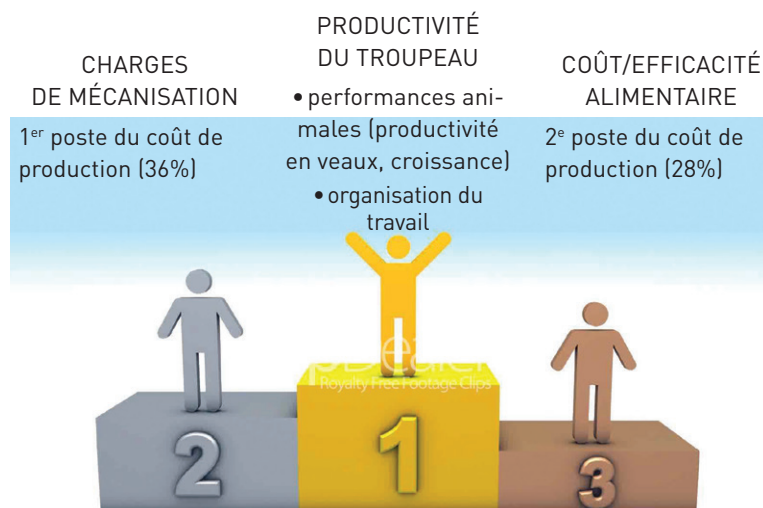 CHARGES
DE MÉCANISATION
1er poste du coût de
production (36%)
PRODUCTIVITÉ
DU TROUPEAU
• performances ani-
males (productivité
en veaux, croissance)
• organisation du
travail
COÛT/EFFICACITÉ
ALIMENTAIRE
2e poste du coût de
production (28%)
Royalty Free Footage Clips
2
1
3